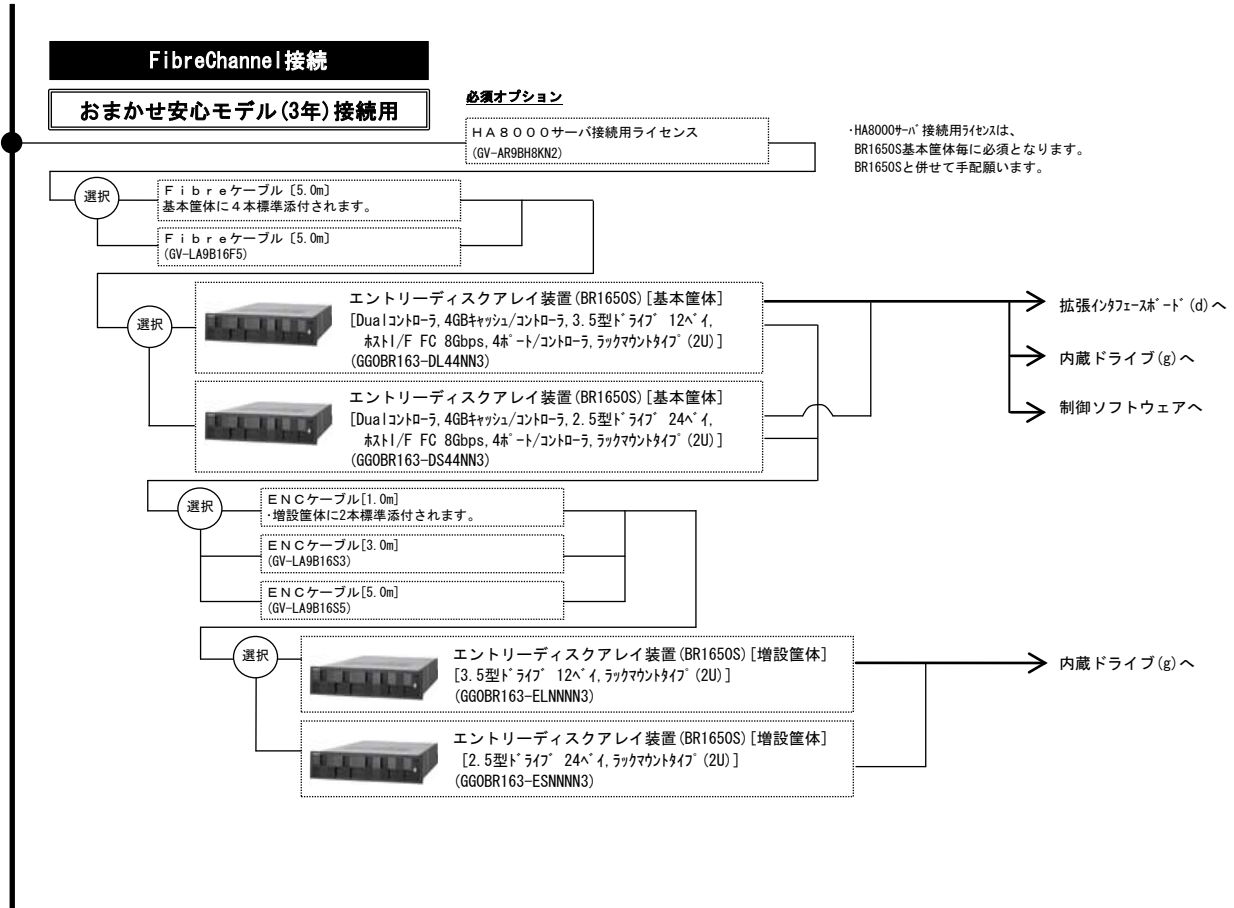 FibreChannel接続
おまかせ安心モデル(3年)接続用
必須オプション
HA8000サーバ接続用ライセンス
(GV-AR9BH8KN2)
･HA8000ｻｰﾊﾞ接続用ﾗｲｾﾝｽは、
BR1650S基本筐体毎に必須となります。
BR1650Sと併せて手配願います。
選択
Ｆｉｂｒｅケーブル〔5.0m〕
基本筐体に４本標準添付されます。
Ｆｉｂｒｅケーブル〔5.0m〕
(GV-LA9B16F5)
選択
エントリーディスクアレイ装置(BR1650S)[基本筐体]
[Dualｺﾝﾄﾛｰﾗ,4GBｷｬｯｼｭ/ｺﾝﾄﾛｰﾗ,3.5型ﾄﾞﾗｲﾌﾞ 12ﾍﾞｲ,
ﾎｽﾄI/F FC 8Gbps,4ﾎﾟｰﾄ/ｺﾝﾄﾛｰﾗ,ﾗｯｸﾏｳﾝﾄﾀｲﾌﾟ(2U)]
(GG0BR163-DL44NN3)
エントリーディスクアレイ装置(BR1650S)[基本筐体]
[Dualｺﾝﾄﾛｰﾗ,4GBｷｬｯｼｭ/ｺﾝﾄﾛｰﾗ,2.5型ﾄﾞﾗｲﾌﾞ 24ﾍﾞｲ,
ﾎｽﾄI/F FC 8Gbps,4ﾎﾟｰﾄ/ｺﾝﾄﾛｰﾗ,ﾗｯｸﾏｳﾝﾄﾀｲﾌﾟ(2U)]
(GG0BR163-DS44NN3)
拡張ｲﾝﾀﾌｪｰｽﾎﾞｰﾄﾞ(d)へ
内蔵ドライブ(g)へ
制御ソフトウェアへ
選択
ＥＮＣケーブル[1.0m]
･増設筐体に2本標準添付されます。
ＥＮＣケーブル[3.0m]
(GV-LA9B16S3)
ＥＮＣケーブル[5.0m]
(GV-LA9B16S5)
選択
エントリーディスクアレイ装置(BR1650S)[増設筐体]
[3.5型ﾄﾞﾗｲﾌﾞ 12ﾍﾞｲ,ﾗｯｸﾏｳﾝﾄﾀｲﾌﾟ(2U)]
(GG0BR163-ELNNNN3)
エントリーディスクアレイ装置(BR1650S)[増設筐体]
[2.5型ﾄﾞﾗｲﾌﾞ 24ﾍﾞｲ,ﾗｯｸﾏｳﾝﾄﾀｲﾌﾟ(2U)]
(GG0BR163-ESNNNN3)
内蔵ドライブ(g)へ